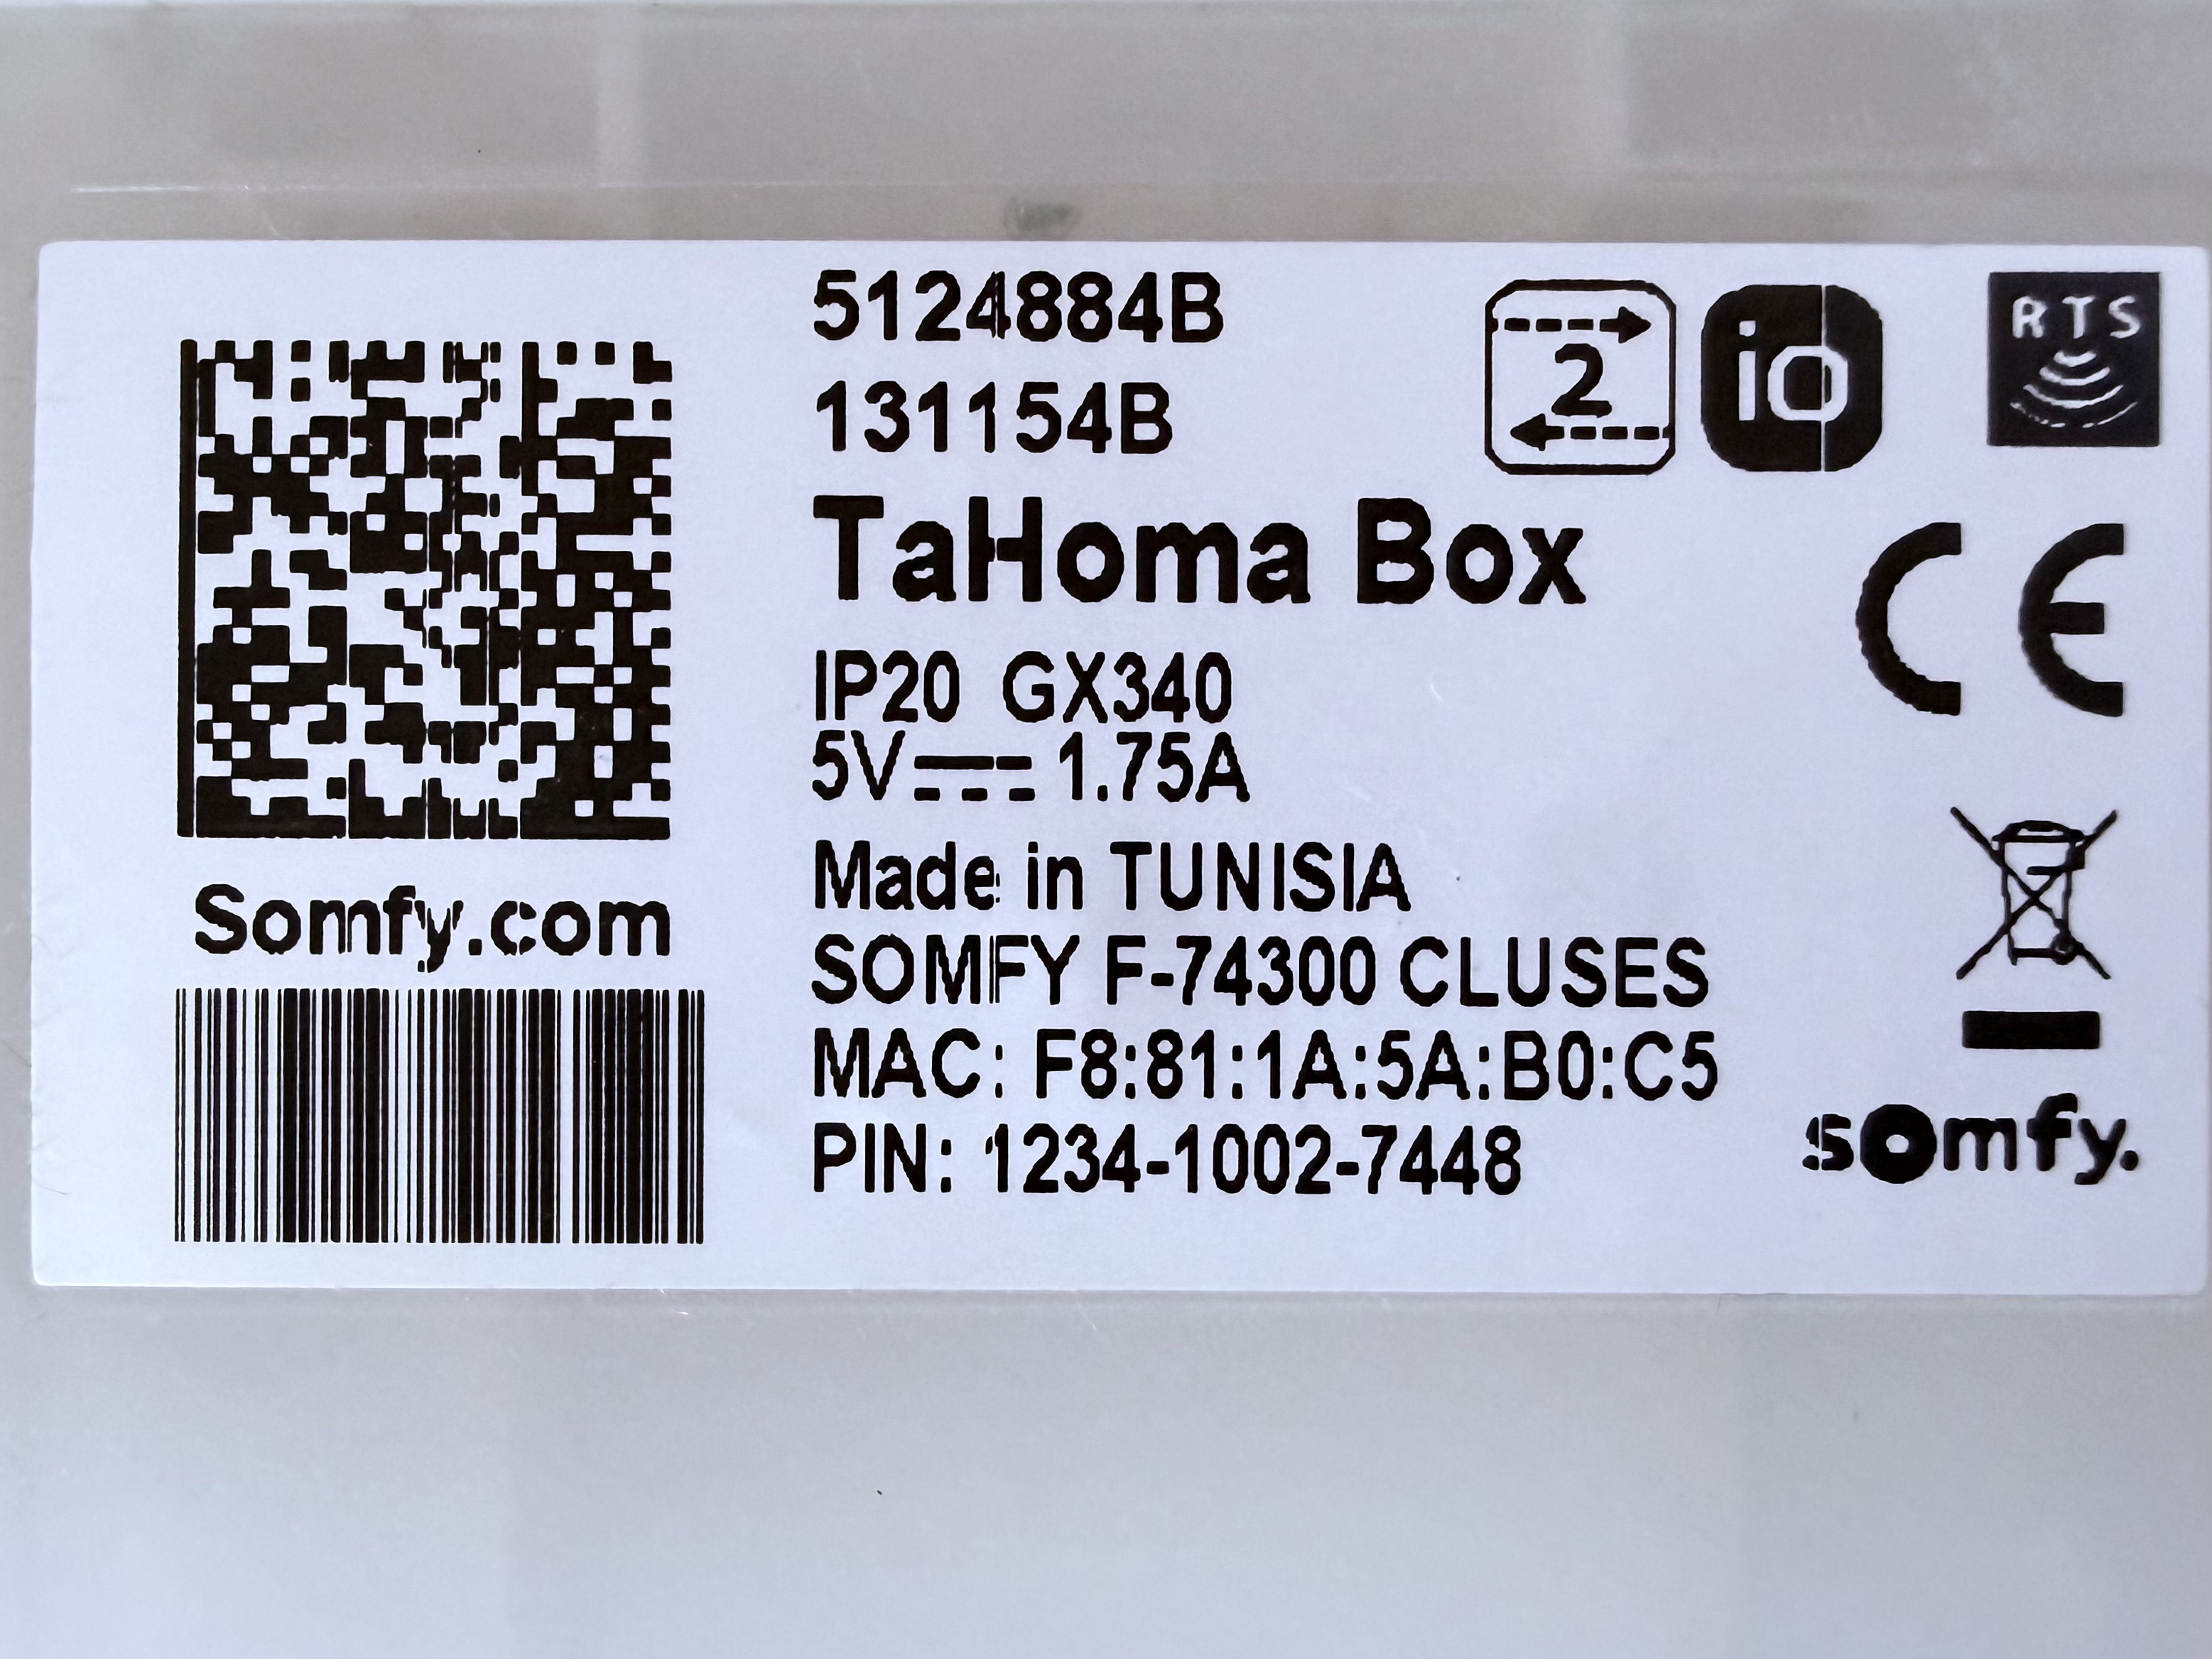 5124884B
131154B
2
io
RTS
TaHoma Box
CE
IP20 GX340
5V 1.75A
Made in TUNISIA
Somfy.com
SOMFY F-74300 CLUSES
MAC: F8:81:1A:5A:B0:C5
PIN: 1234-1002-7448
somfy.